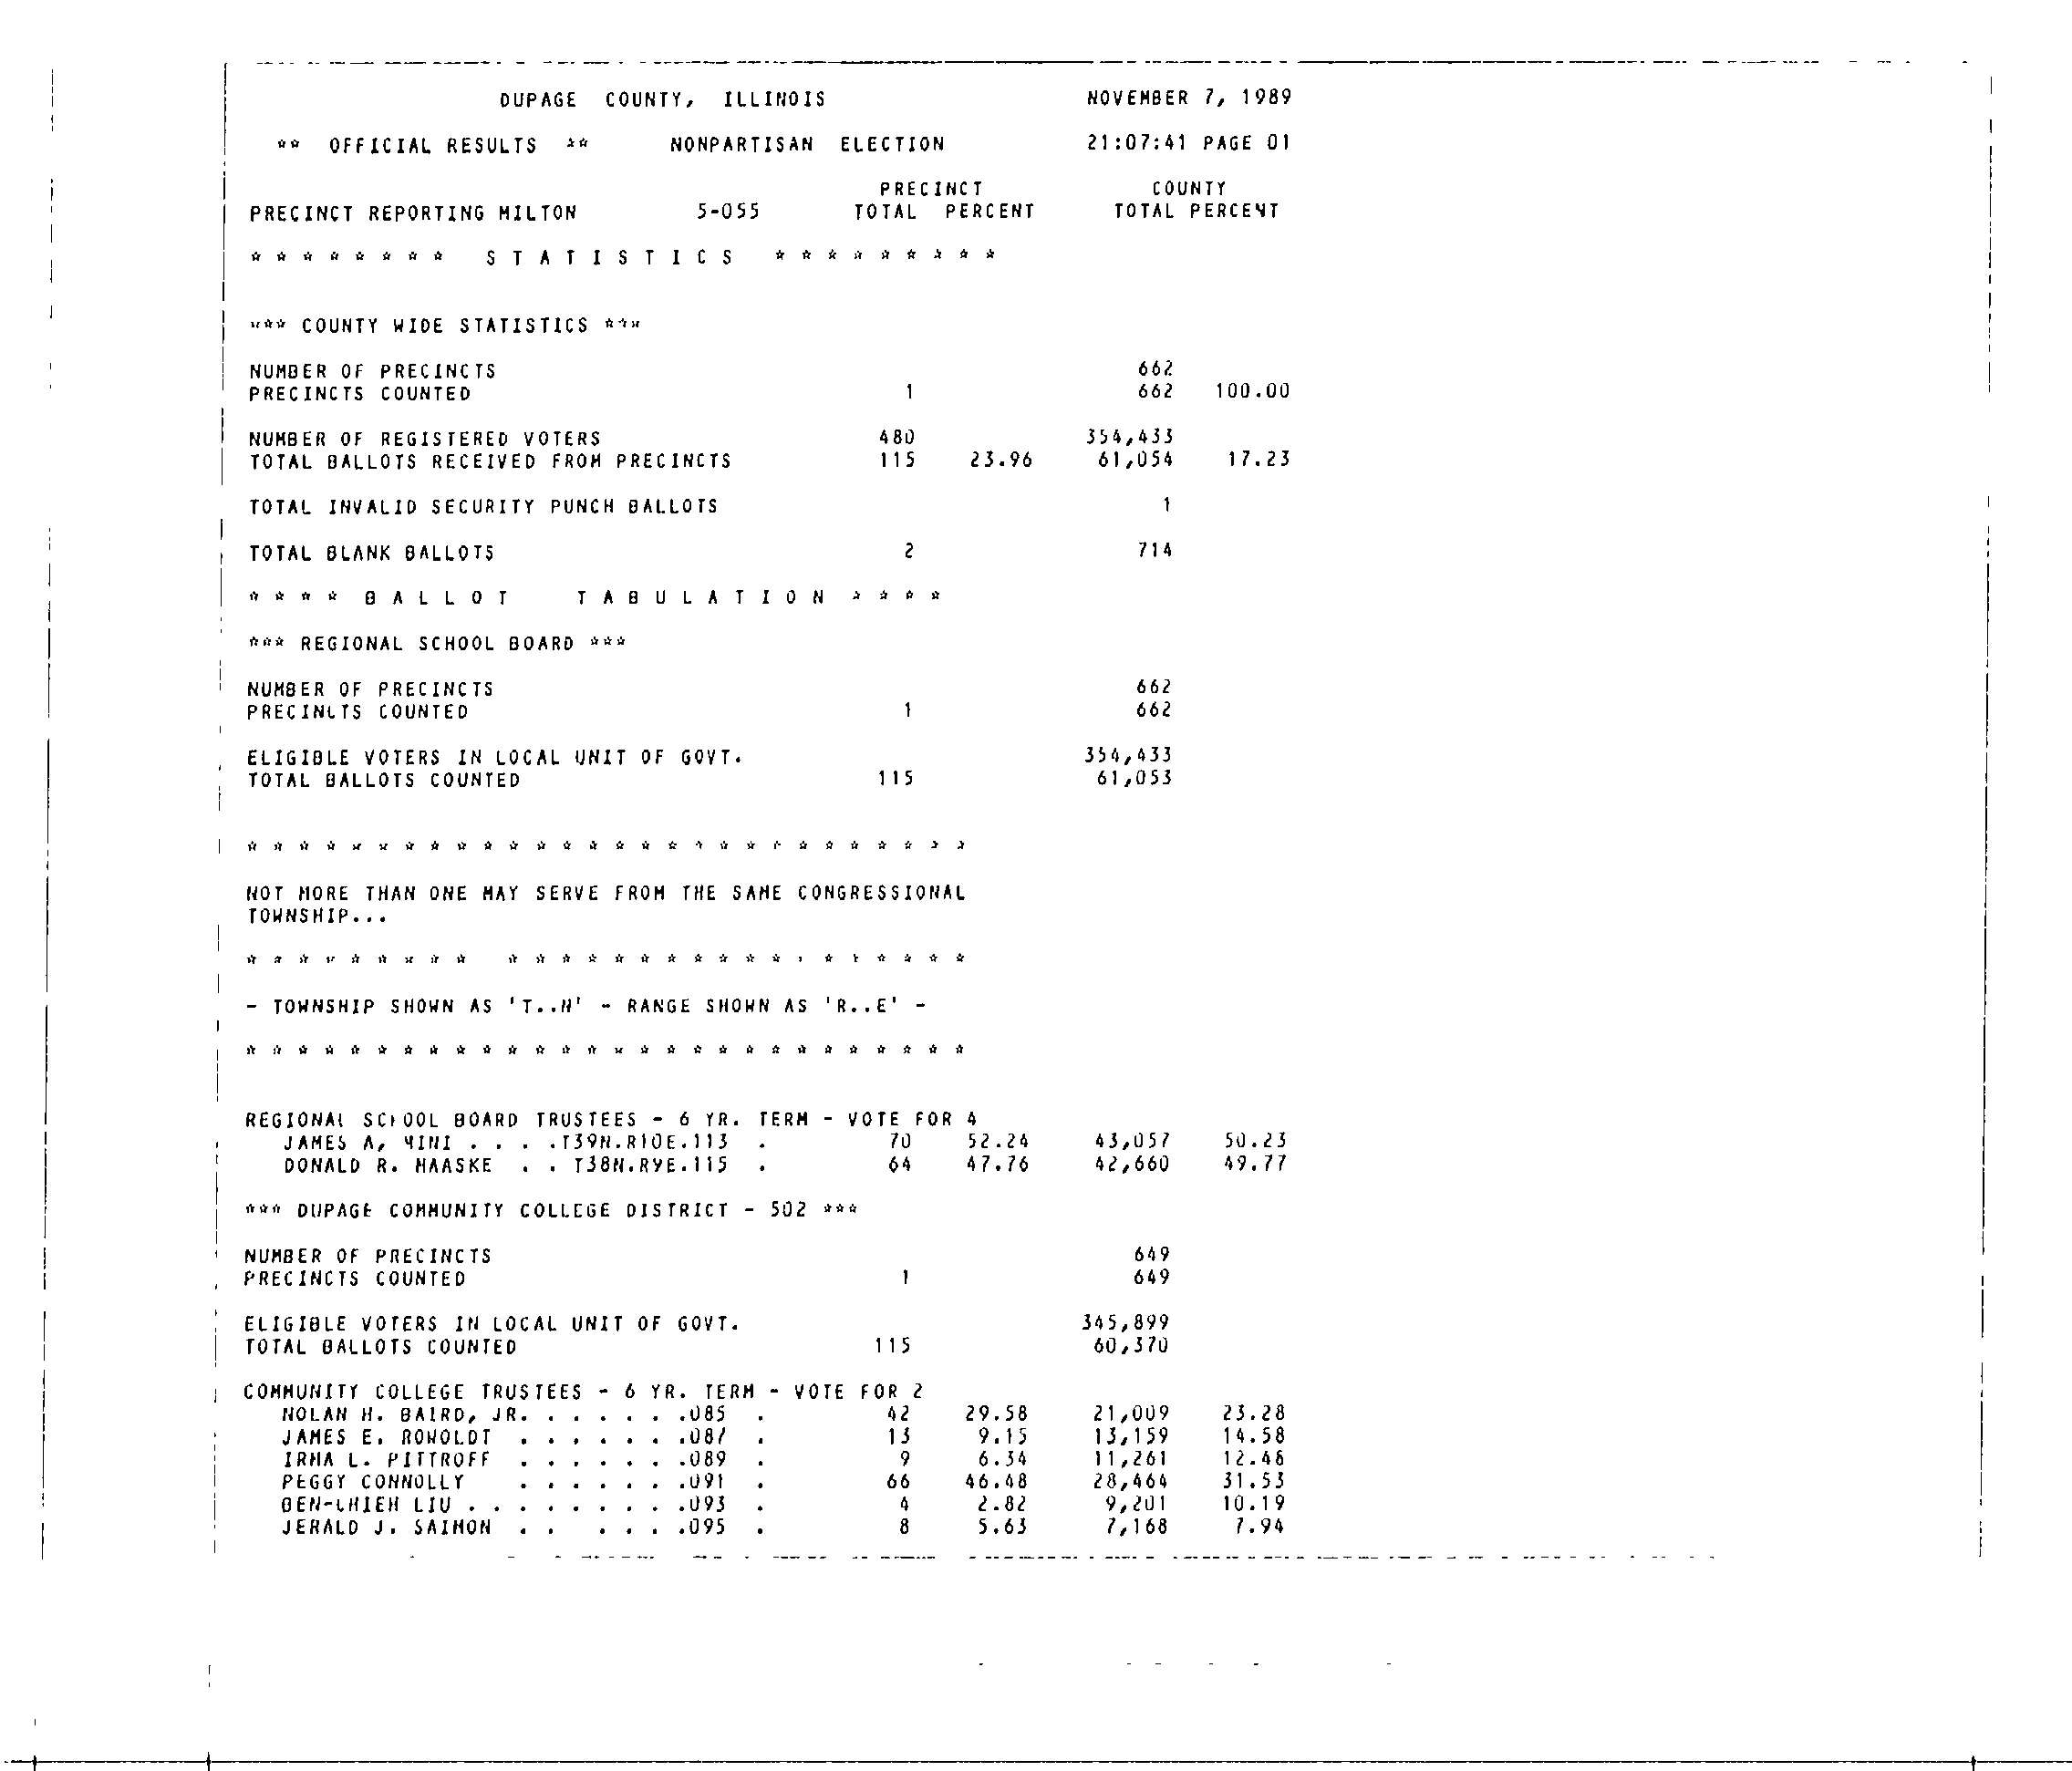 DUPAGE COUNTY, ILLINOIS NOVEMBER 7, 1989
** OFFICIAL RESULTS ** NONPARTISAN ELECTION 21:07:41 PAGE 01
PRECINCT COUNTY
PRECINCT REPORTING MILTON 5-055 TOTAL PERCENT TOTAL PERCENT
* * * * * * * * S T A T I S T I C S * * * * * * * * *
*** COUNTY WIDE STATISTICS ***
NUMBER OF PRECINCTS 662
PRECINCTS COUNTED 1 662 100.00
NUMBER OF REGISTERED VOTERS 480 354,433
TOTAL BALLOTS RECEIVED FROM PRECINCTS 115 23.96 61,054 17.23
TOTAL INVALID SECURITY PUNCH BALLOTS 1
TOTAL BLANK BALLOTS 2 714
* * * * B A L L O T T A B U L A T I O N * * * *
*** REGIONAL SCHOOL BOARD ***
NUMBER OF PRECINCTS 662
PRECINCTS COUNTED 1 662
ELIGIBLE VOTERS IN LOCAL UNIT OF GOVT. 354,433
TOTAL BALLOTS COUNTED 115 61,053
* * * * * * * * * * * * * * * * * * * * * * * * * * * *
NOT MORE THAN ONE MAY SERVE FROM THE SAME CONGRESSIONAL
TOWNSHIP...
* * * * * * * * * * * * * * * * * * * * * * * * * * *
- TOWNSHIP SHOWN AS 'T..N' - RANGE SHOWN AS 'R..E' -
* * * * * * * * * * * * * * * * * * * * * * * * * * * *
REGIONAL SCHOOL BOARD TRUSTEES - 6 YR. TERM - VOTE FOR 4
JAMES A, . . . .T39N.R10E.113 . 70 52.24 43,057 50.23
DONALD R. HAASKE . . T38N.R9E.115 . 64 47.76 42,660 49.77
*** DUPAGE COMMUNITY COLLEGE DISTRICT - 502 ***
NUMBER OF PRECINCTS 649
PRECINCTS COUNTED 1 649
ELIGIBLE VOTERS IN LOCAL UNIT OF GOVT. 345,899
TOTAL BALLOTS COUNTED 115 60,370
COMMUNITY COLLEGE TRUSTEES - 6 YR. TERM - VOTE FOR 2
NOLAN H. BAIRD, JR. . . . . . .085 . 42 29.58 21,009 23.28
JAMES E. ROWOLDT . . . . . . .087 . 13 9.15 13,159 14.58
IRMA L. PITTROFF . . . . . . .089 . 9 6.34 11,261 12.48
PEGGY CONNOLLY . . . . . . .091 . 66 46.48 28,464 31.53
BEN-CHIEH LIU . . . . . . . . .093 . 4 2.82 9,201 10.19
JERALD J. SAIMON . . . . . .095 . 8 5.63 7,168 7.94